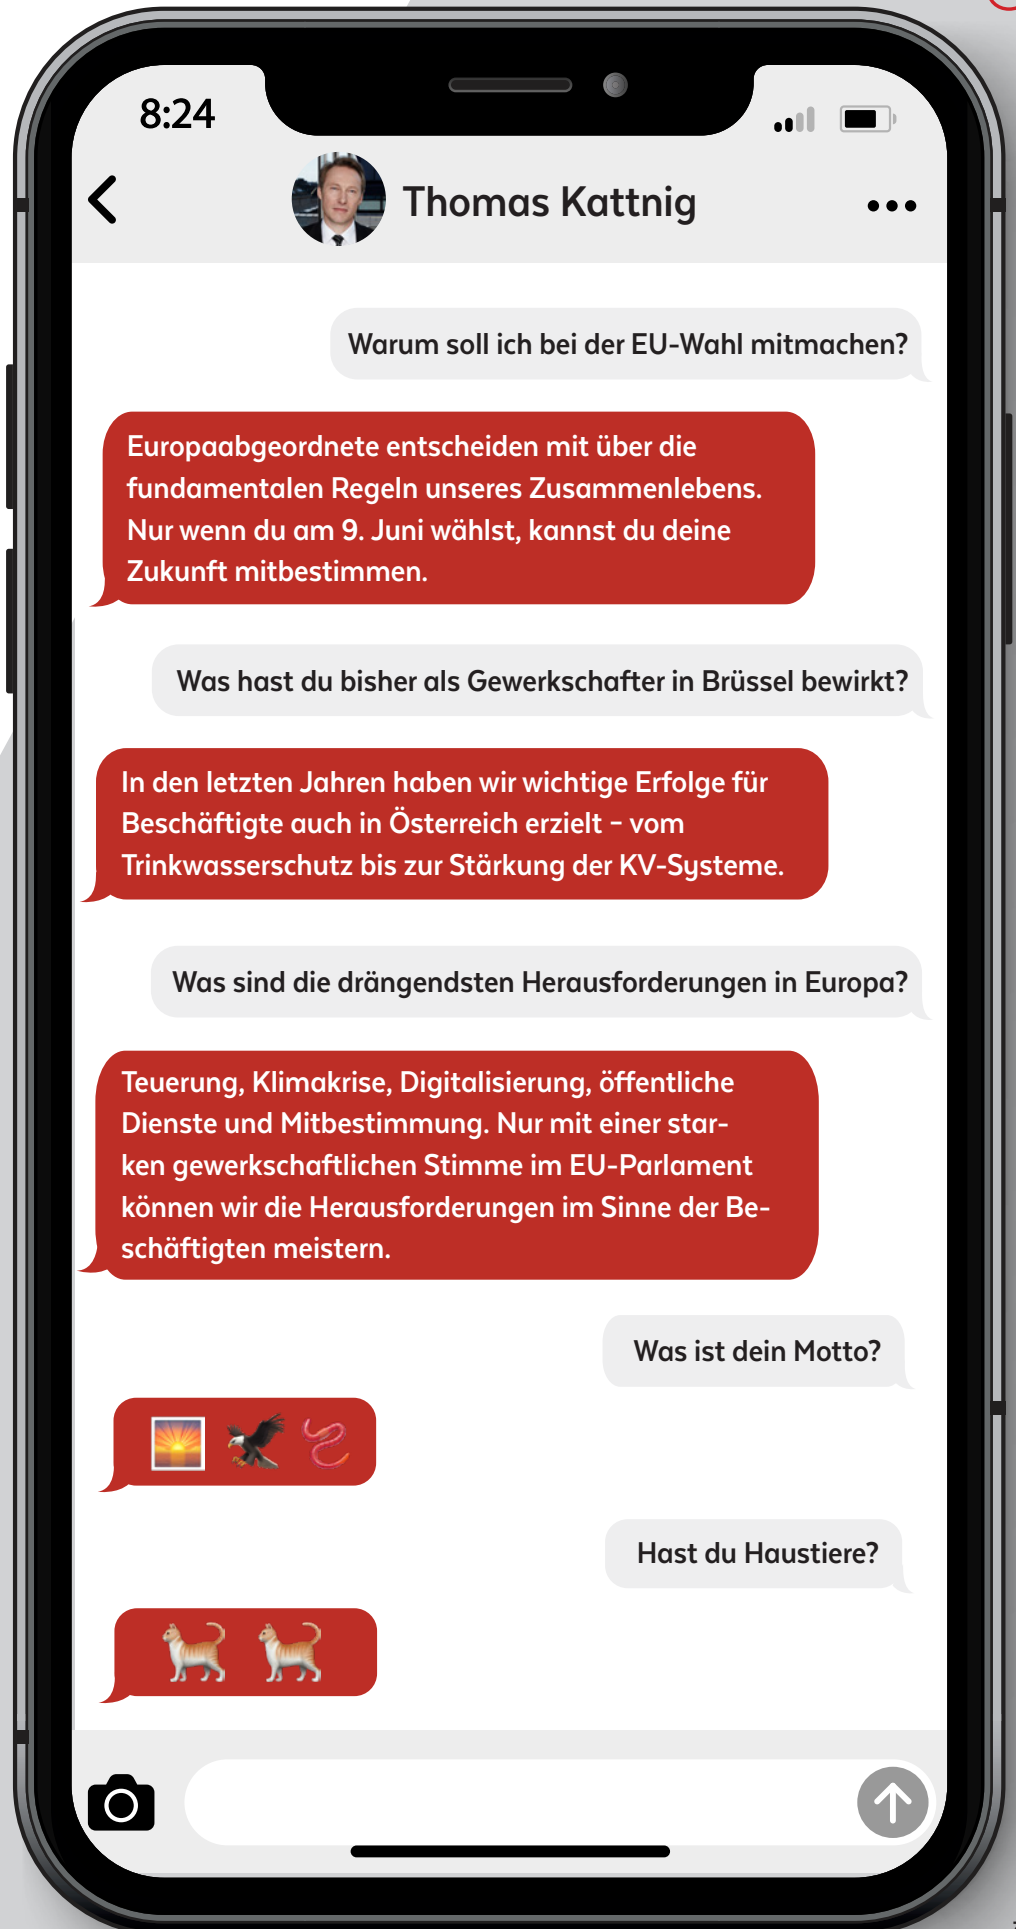 8:24
Thomas Kattnig
Warum soll ich bei der EU-Wahl mitmachen?
Europaabgeordnete entscheiden mit über die
fundamentalen Regeln unseres Zusammenlebens.
Nur wenn du am 9. Juni wählst, kannst du deine
Zukunft mitbestimmen.
Was hast du bisher als Gewerkschafter in Brüssel bewirkt?
In den letzten Jahren haben wir wichtige Erfolge für
Beschäftigte auch in Österreich erzielt – vom
Trinkwasserschutz bis zur Stärkung der KV-Systeme.
Was sind die drängendsten Herausforderungen in Europa?
Teuerung, Klimakrise, Digitalisierung, öffentliche
Dienste und Mitbestimmung. Nur mit einer star-
ken gewerkschaftlichen Stimme im EU-Parlament
können wir die Herausforderungen im Sinne der Be-
schäftigten meistern.
Was ist dein Motto?
Hast du Haustiere?